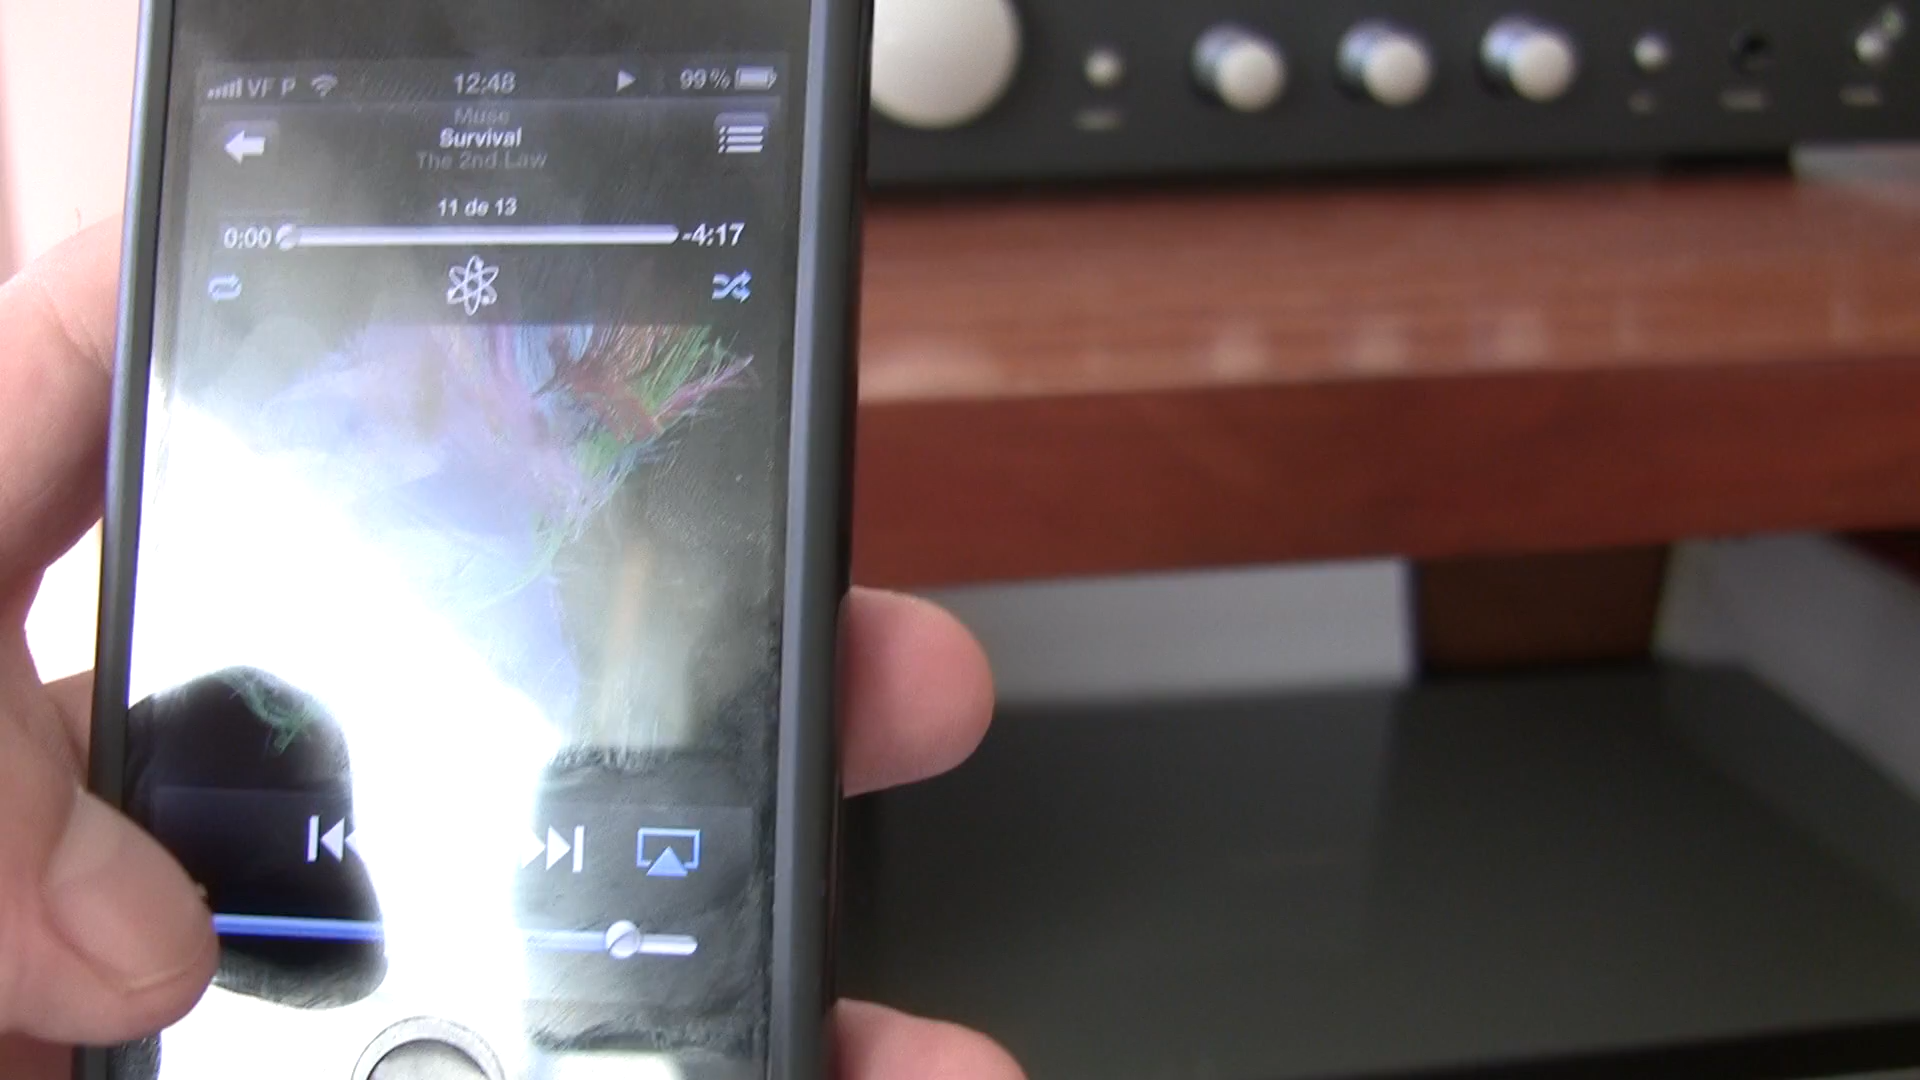 VF P 12:48 99%
Muse
Survival
The 2nd Law
11 de 13
0:00 -4:17